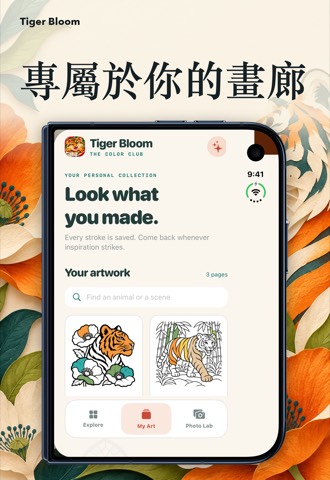 Tiger Bloom
專屬於你的畫廊
Tiger Bloom
THE COLOR CLUB
9:41
YOUR PERSONAL COLLECTION
Look what
you made.
Every stroke is saved. Come back whenever
inspiration strikes.
Your artwork
3 pages
Find an animal or a scene
Explore
My Art
Photo Lab